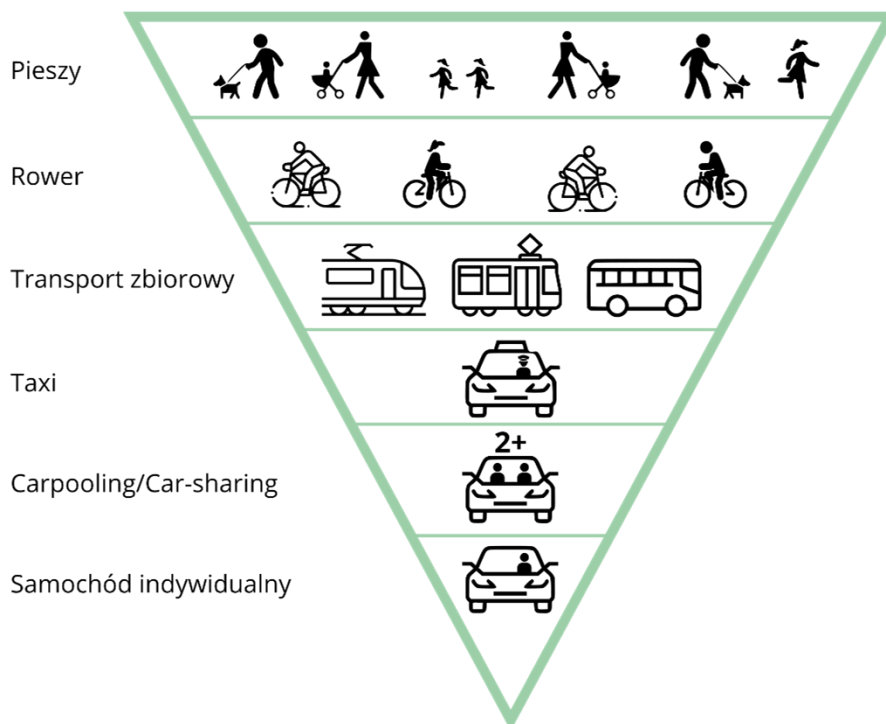 Pieszy
Rower
Transport zbiorowy
Taxi
2+
Carpooling/Car-sharing
Samochód indywidualny